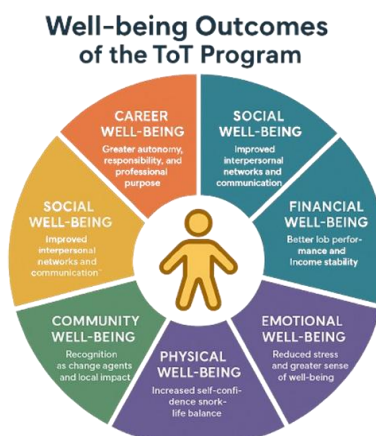 Well-being Outcomes
of the ToT Program
CAREER
WELL-BEING
Greater autonomy,
responsibility, and
professional
purpose
SOCIAL
WELL-BEING
Improved
interpersornal
networks and
communication
FINANCIAL
WELL-BEING
Better lob perfor-
mance and
Income stability
EMOTIONAL
WELL-BEING
Reduced stress
and greater sense
of well-being
PHYSICAL
WELL-BEING
Increased self-confi-
dence snork-
life balance
COMMUNITY
WELL-BEING
Recognition
as change agents
and local impact
SOCIAL
WELL-BEING
Improved
interpersonal
networks and
communication